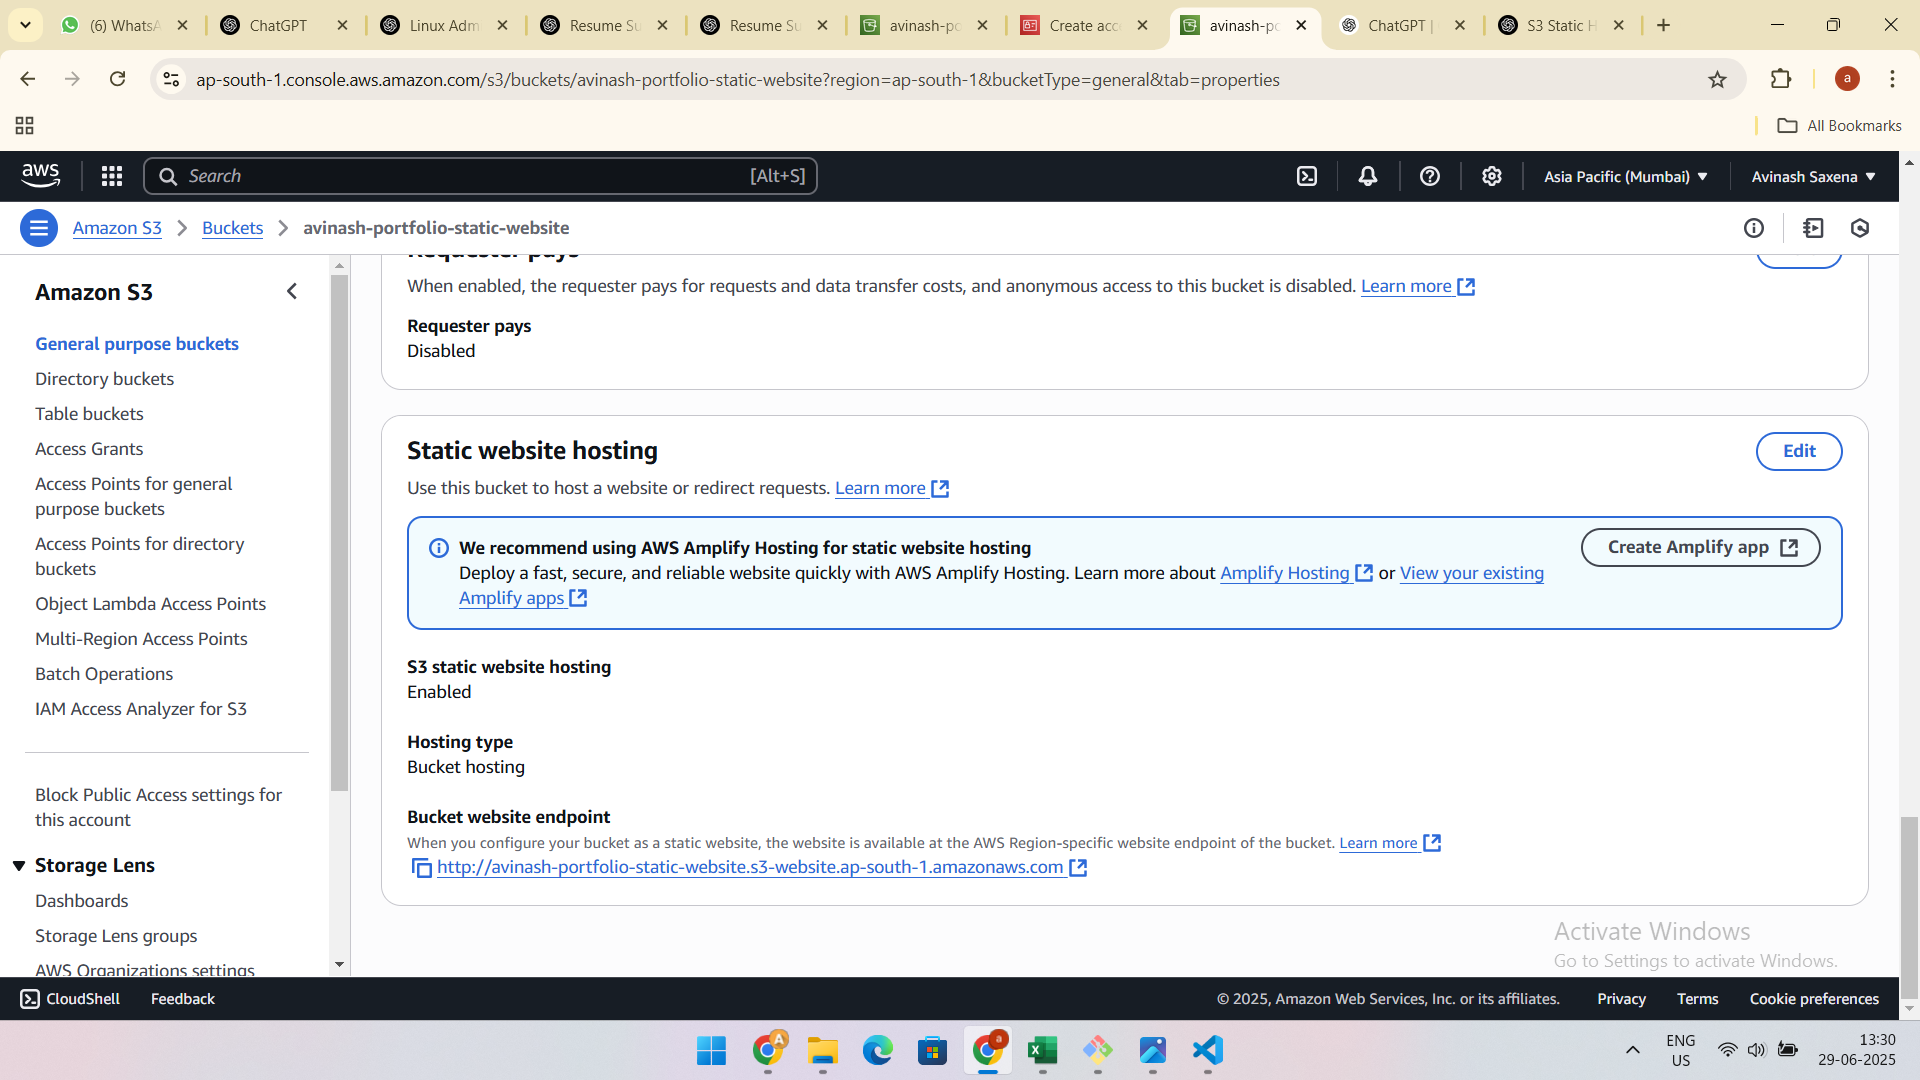 (6) WhatsA
ChatGPT
Linux Adm
Resume Su
Resume Su
avinash-po
Create acc
avinash-po
ChatGPT |
S3 Static H
ap-south-1.console.aws.amazon.com/s3/buckets/avinash-portfolio-static-website?region=ap-south-1&bucketType=general&tab=properties
a
All Bookmarks
aws
Search
[Alt+S]
Asia Pacific (Mumbai)
Avinash Saxena
Amazon S3
Buckets
avinash-portfolio-static-website
Amazon S3
General purpose buckets
Directory buckets
Table buckets
Access Grants
Access Points for general
purpose buckets
Access Points for directory
buckets
Object Lambda Access Points
Multi-Region Access Points
Batch Operations
IAM Access Analyzer for S3
Block Public Access settings for
this account
Storage Lens
Dashboards
Storage Lens groups
AWS Organizations settings
Requester pays
When enabled, the requester pays for requests and data transfer costs, and anonymous access to this bucket is disabled. Learn more
Requester pays
Disabled
Static website hosting
Edit
Use this bucket to host a website or redirect requests. Learn more
We recommend using AWS Amplify Hosting for static website hosting
Create Amplify app
Deploy a fast, secure, and reliable website quickly with AWS Amplify Hosting. Learn more about Amplify Hosting or View your existing
Amplify apps
S3 static website hosting
Enabled
Hosting type
Bucket hosting
Bucket website endpoint
When you configure your bucket as a static website, the website is available at the AWS Region-specific website endpoint of the bucket. Learn more
http://avinash-portfolio-static-website.s3-website.ap-south-1.amazonaws.com
Activate Windows
Go to Settings to activate Windows.
CloudShell
Feedback
© 2025, Amazon Web Services, Inc. or its affiliates.
Privacy
Terms
Cookie preferences
A
a
ENG
US
13:30
29-06-2025